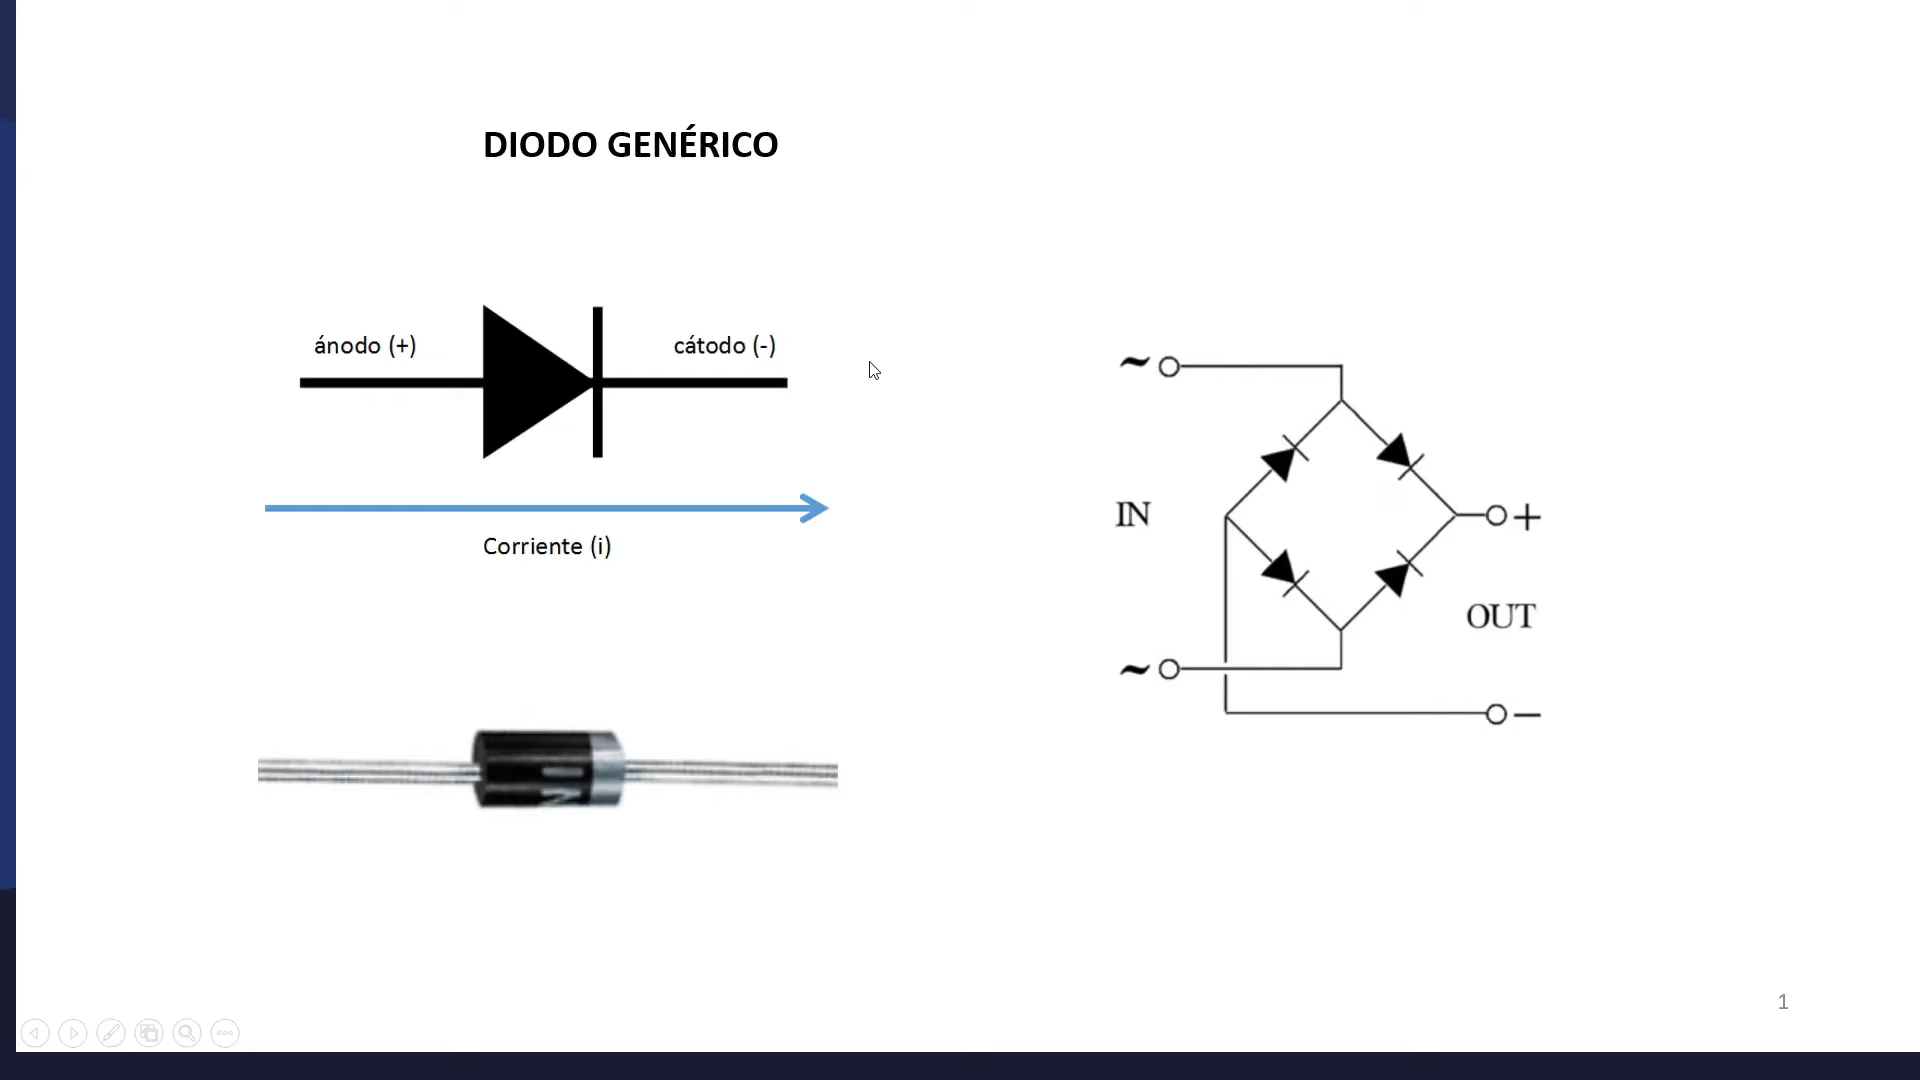 DIODO GENÉRICO
ánodo (+)
cátodo (-)
Corriente (i)
~
IN
+
OUT
~
−
1